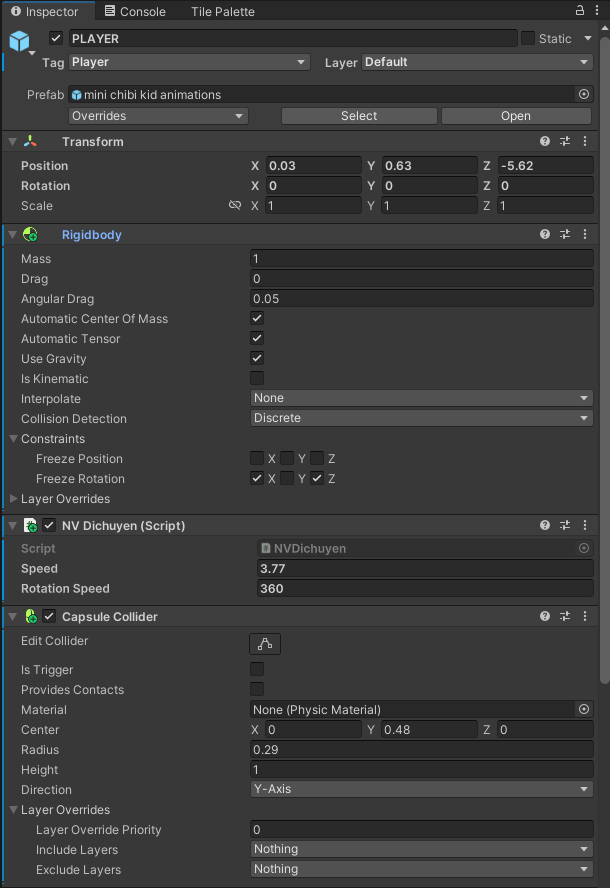 Inspector Console Tile Palette
PLAYER Static
Tag Player Layer Default
Prefab mini chibi kid animations
Overrides Select Open
Transform
Position X 0.03 Y 0.63 Z -5.62
Rotation X 0 Y 0 Z 0
Scale X 1 Y 1 Z 1
Rigidbody
Mass 1
Drag 0
Angular Drag 0.05
Automatic Center Of Mass
Automatic Tensor
Use Gravity
Is Kinematic
Interpolate None
Collision Detection Discrete
Constraints
Freeze Position X Y Z
Freeze Rotation X Y Z
Layer Overrides
NV Dichuyen (Script)
Script NVDichuyen
Speed 3.77
Rotation Speed 360
Capsule Collider
Edit Collider
Is Trigger
Provides Contacts
Material None (Physic Material)
Center X 0 Y 0.48 Z 0
Radius 0.29
Height 1
Direction Y-Axis
Layer Overrides
Layer Override Priority 0
Include Layers Nothing
Exclude Layers Nothing